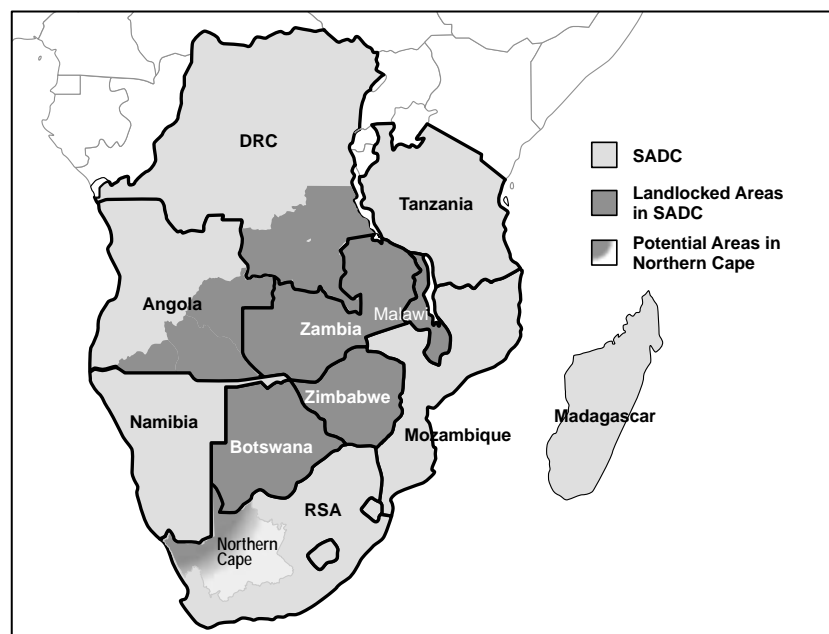 DRC
SADC
Landlocked Areas
in SADC
Tanzania
Potential Areas in
Northern Cape
Angola
Malawi
Zambia
Zimbabwe
Madagascar
Namibia
Mozambique
Botswana
RSA
Northern
Cape